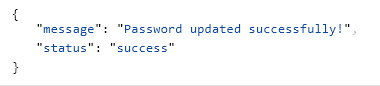 {
"message": "Password updated successfully!",
"status": "success"
}